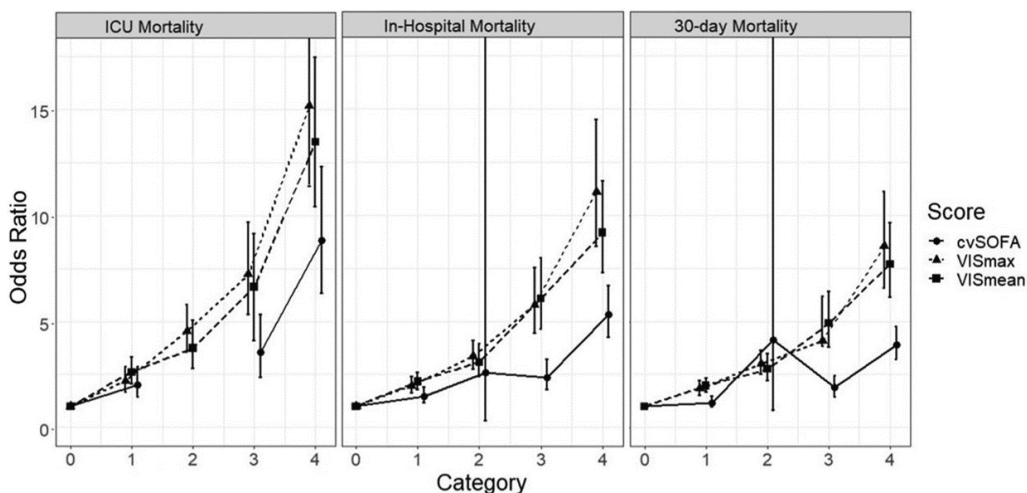 ICU Mortality
In-Hospital Mortality
30-day Mortality
Odds Ratio
15
10
5
0
0 1 2 3 4
0 1 2 3 4
0 1 2 3 4
Category
Score
cvSOFA
VISmax
VISmean